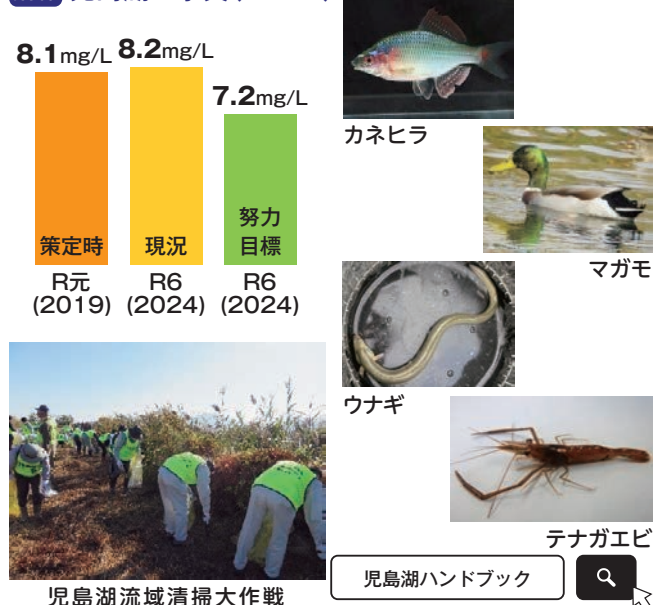 8.1mg/L
8.2mg/L
7.2mg/L
策定時
現況
努力
目標
R元
(2019)
R6
(2024)
R6
(2024)
カネヒラ
マガモ
ウナギ
テナガエビ
児島湖流域清掃大作戦
児島湖ハンドブック